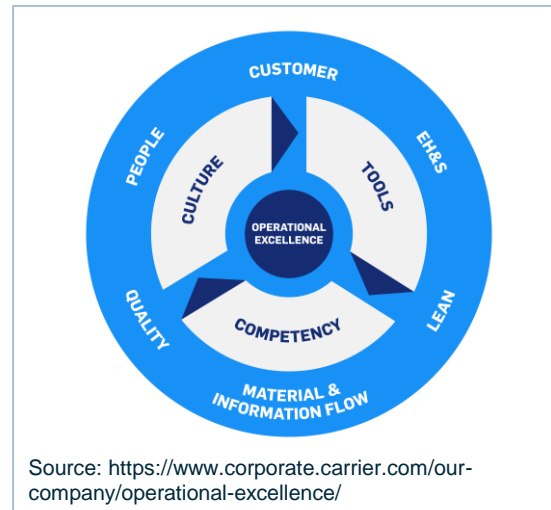 CUSTOMER
PEOPLE
EH&S
CULTURE
TOOLS
OPERATIONAL
EXCELLENCE
QUALITY
LEAN
COMPETENCY
MATERIAL &
INFORMATION FLOW
Source: https://www.corporate.carrier.com/our-
company/operational-excellence/